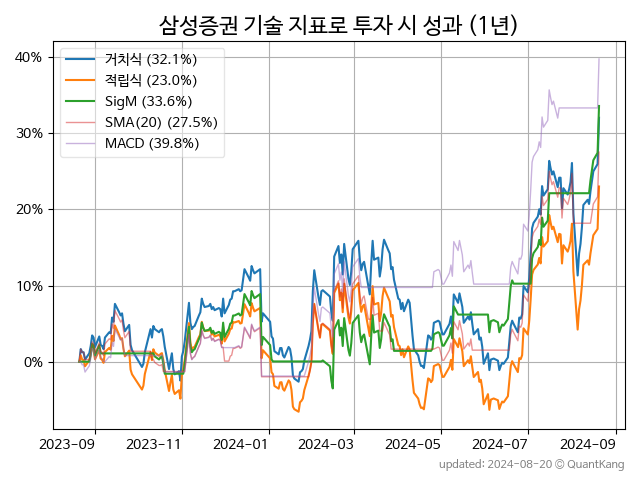 삼성증권 기술 지표로 투자 시 성과 (1년)
거치식 (32.1%)
적립식 (23.0%)
SigM (33.6%)
SMA(20) (27.5%)
MACD (39.8%)
40%
30%
20%
10%
0%
2023-09 2023-11 2024-01 2024-03 2024-05 2024-07 2024-09
updated: 2024-08-20 @ QuantKang